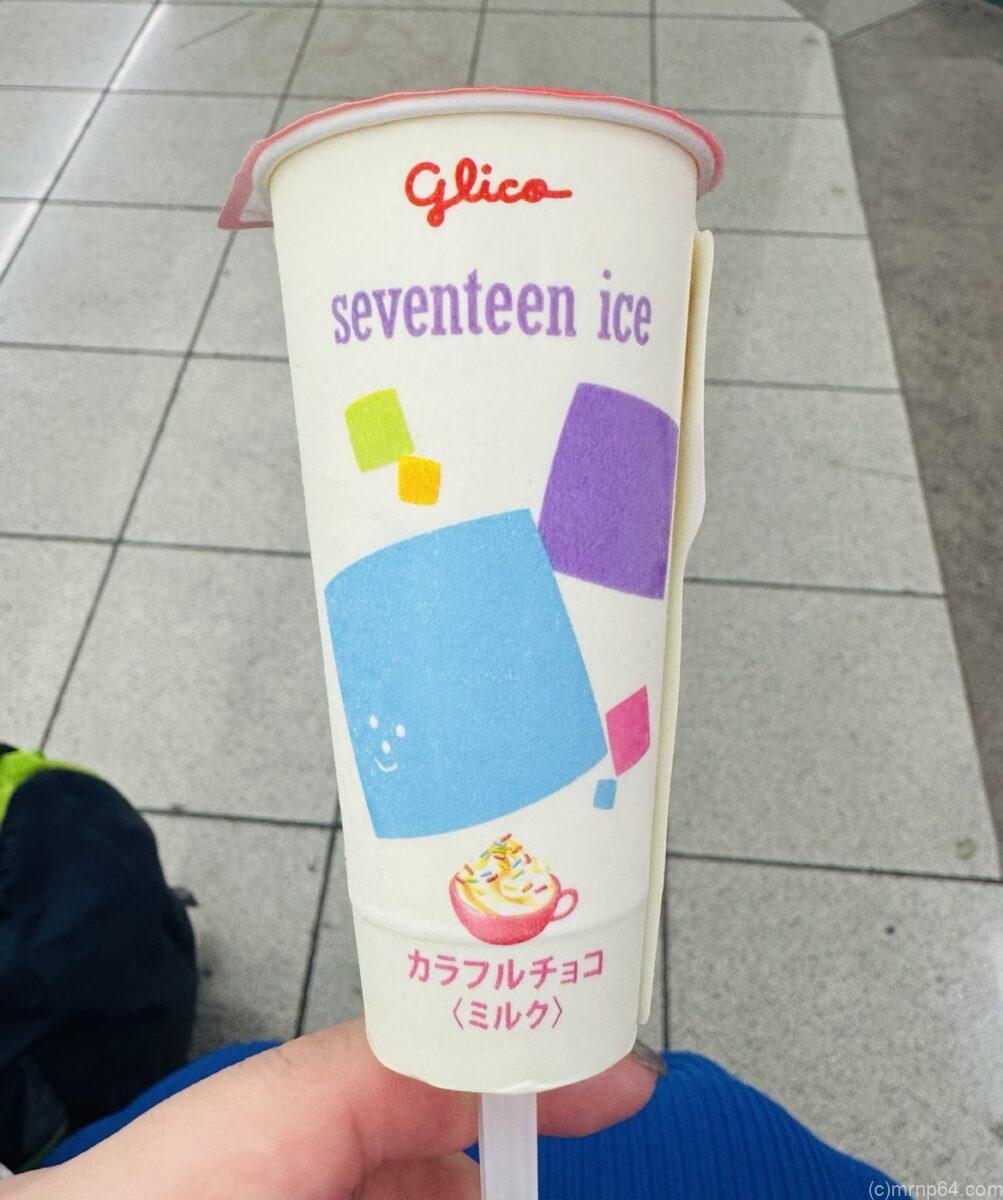 Glico
seventeen ice
カラフルチョコ
〈ミルク〉
(c)mrnp64.com